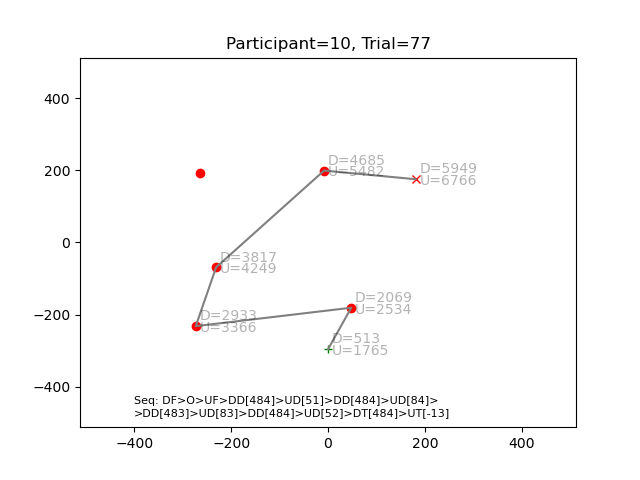 Participant=10, Trial=77
400
200
0
−200
−400
D=4685
U=5482
D=5949
U=6766
D=3817
U=4249
D=2933
U=3366
D=2069
U=2534
D=513
U=1765
Seq: DF>O>UF>DD[484]>UD[51]>DD[484]>UD[84]>
>DD[483]>UD[83]>DD[484]>UD[52]>DT[484]>UT[-13]
−400 −200 0 200 400